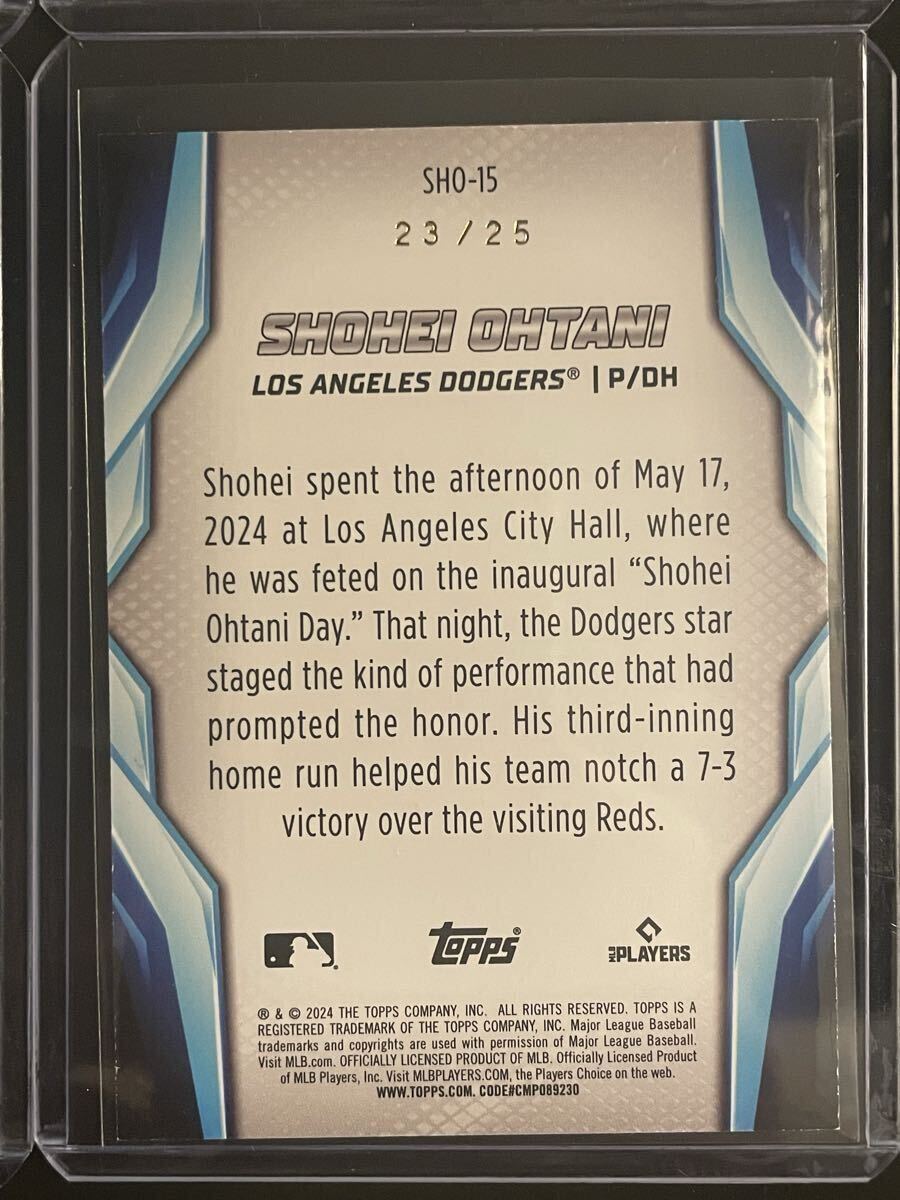 SHO-15
23/25
SHOHEI OHTANI
LOS ANGELES DODGERS® | P/DH
Shohei spent the afternoon of May 17,
2024 at Los Angeles City Hall, where
he was feted on the inaugural “Shohei
Ohtani Day.” That night, the Dodgers star
staged the kind of performance that had
prompted the honor. His third-inning
home run helped his team notch a 7-3
victory over the visiting Reds.
topps®
MLB PLAYERS
® & © 2024 THE TOPPS COMPANY, INC. ALL RIGHTS RESERVED. TOPPS IS A
REGISTERED TRADEMARK OF THE TOPPS COMPANY, INC. Major League Baseball
trademarks and copyrights are used with permission of Major League Baseball.
Visit MLB.com. OFFICIALLY LICENSED PRODUCT OF MLB. Officially Licensed Product
of MLB Players, Inc. Visit MLBPLAYERS.COM, the Players Choice on the web.
WWW.TOPPS.COM. CODE#CMP089230